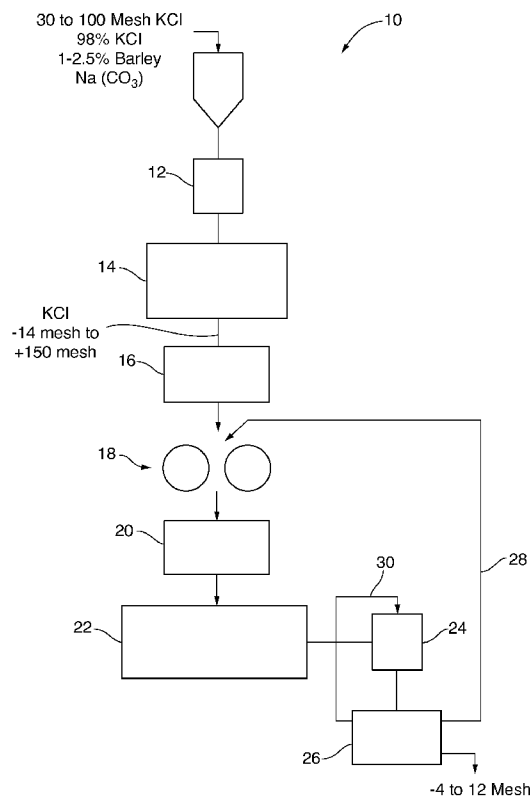 30 to 100 Mesh KCl
98% KCl
1-2.5% Barley
Na (CO₃)
10
12
14
KCl
-14 mesh to
+150 mesh
16
18
20
28
30
22
24
26
-4 to 12 Mesh